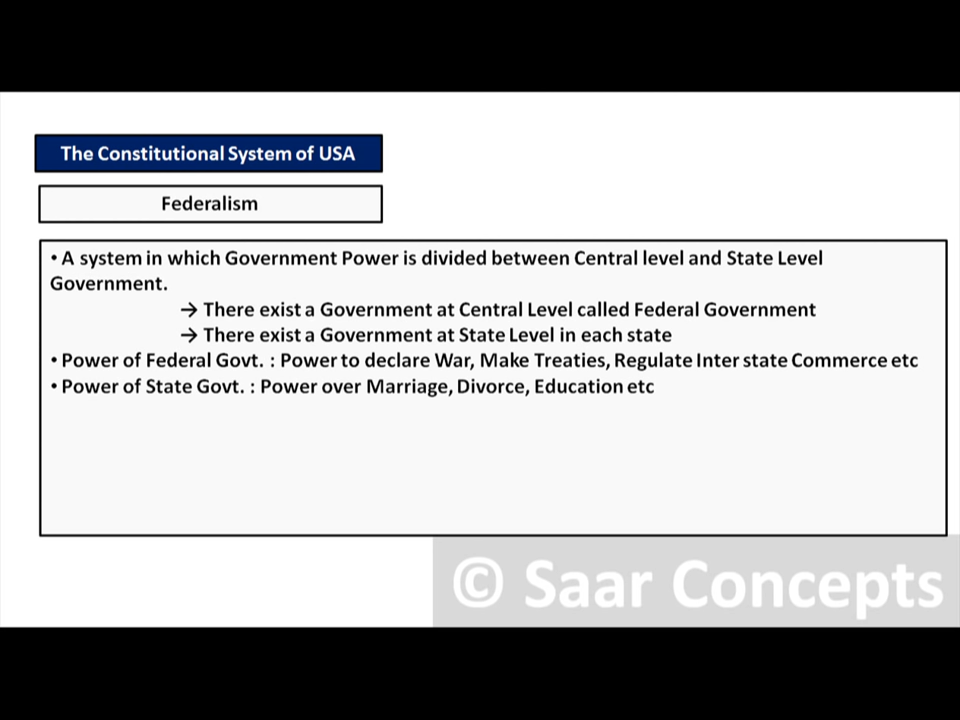 The Constitutional System of USA
Federalism
• A system in which Government Power is divided between Central level and State Level
Government.
→ There exist a Government at Central Level called Federal Government
→ There exist a Government at State Level in each state
• Power of Federal Govt. : Power to declare War, Make Treaties, Regulate Inter state Commerce etc
• Power of State Govt. : Power over Marriage, Divorce, Education etc
© Saar Concepts